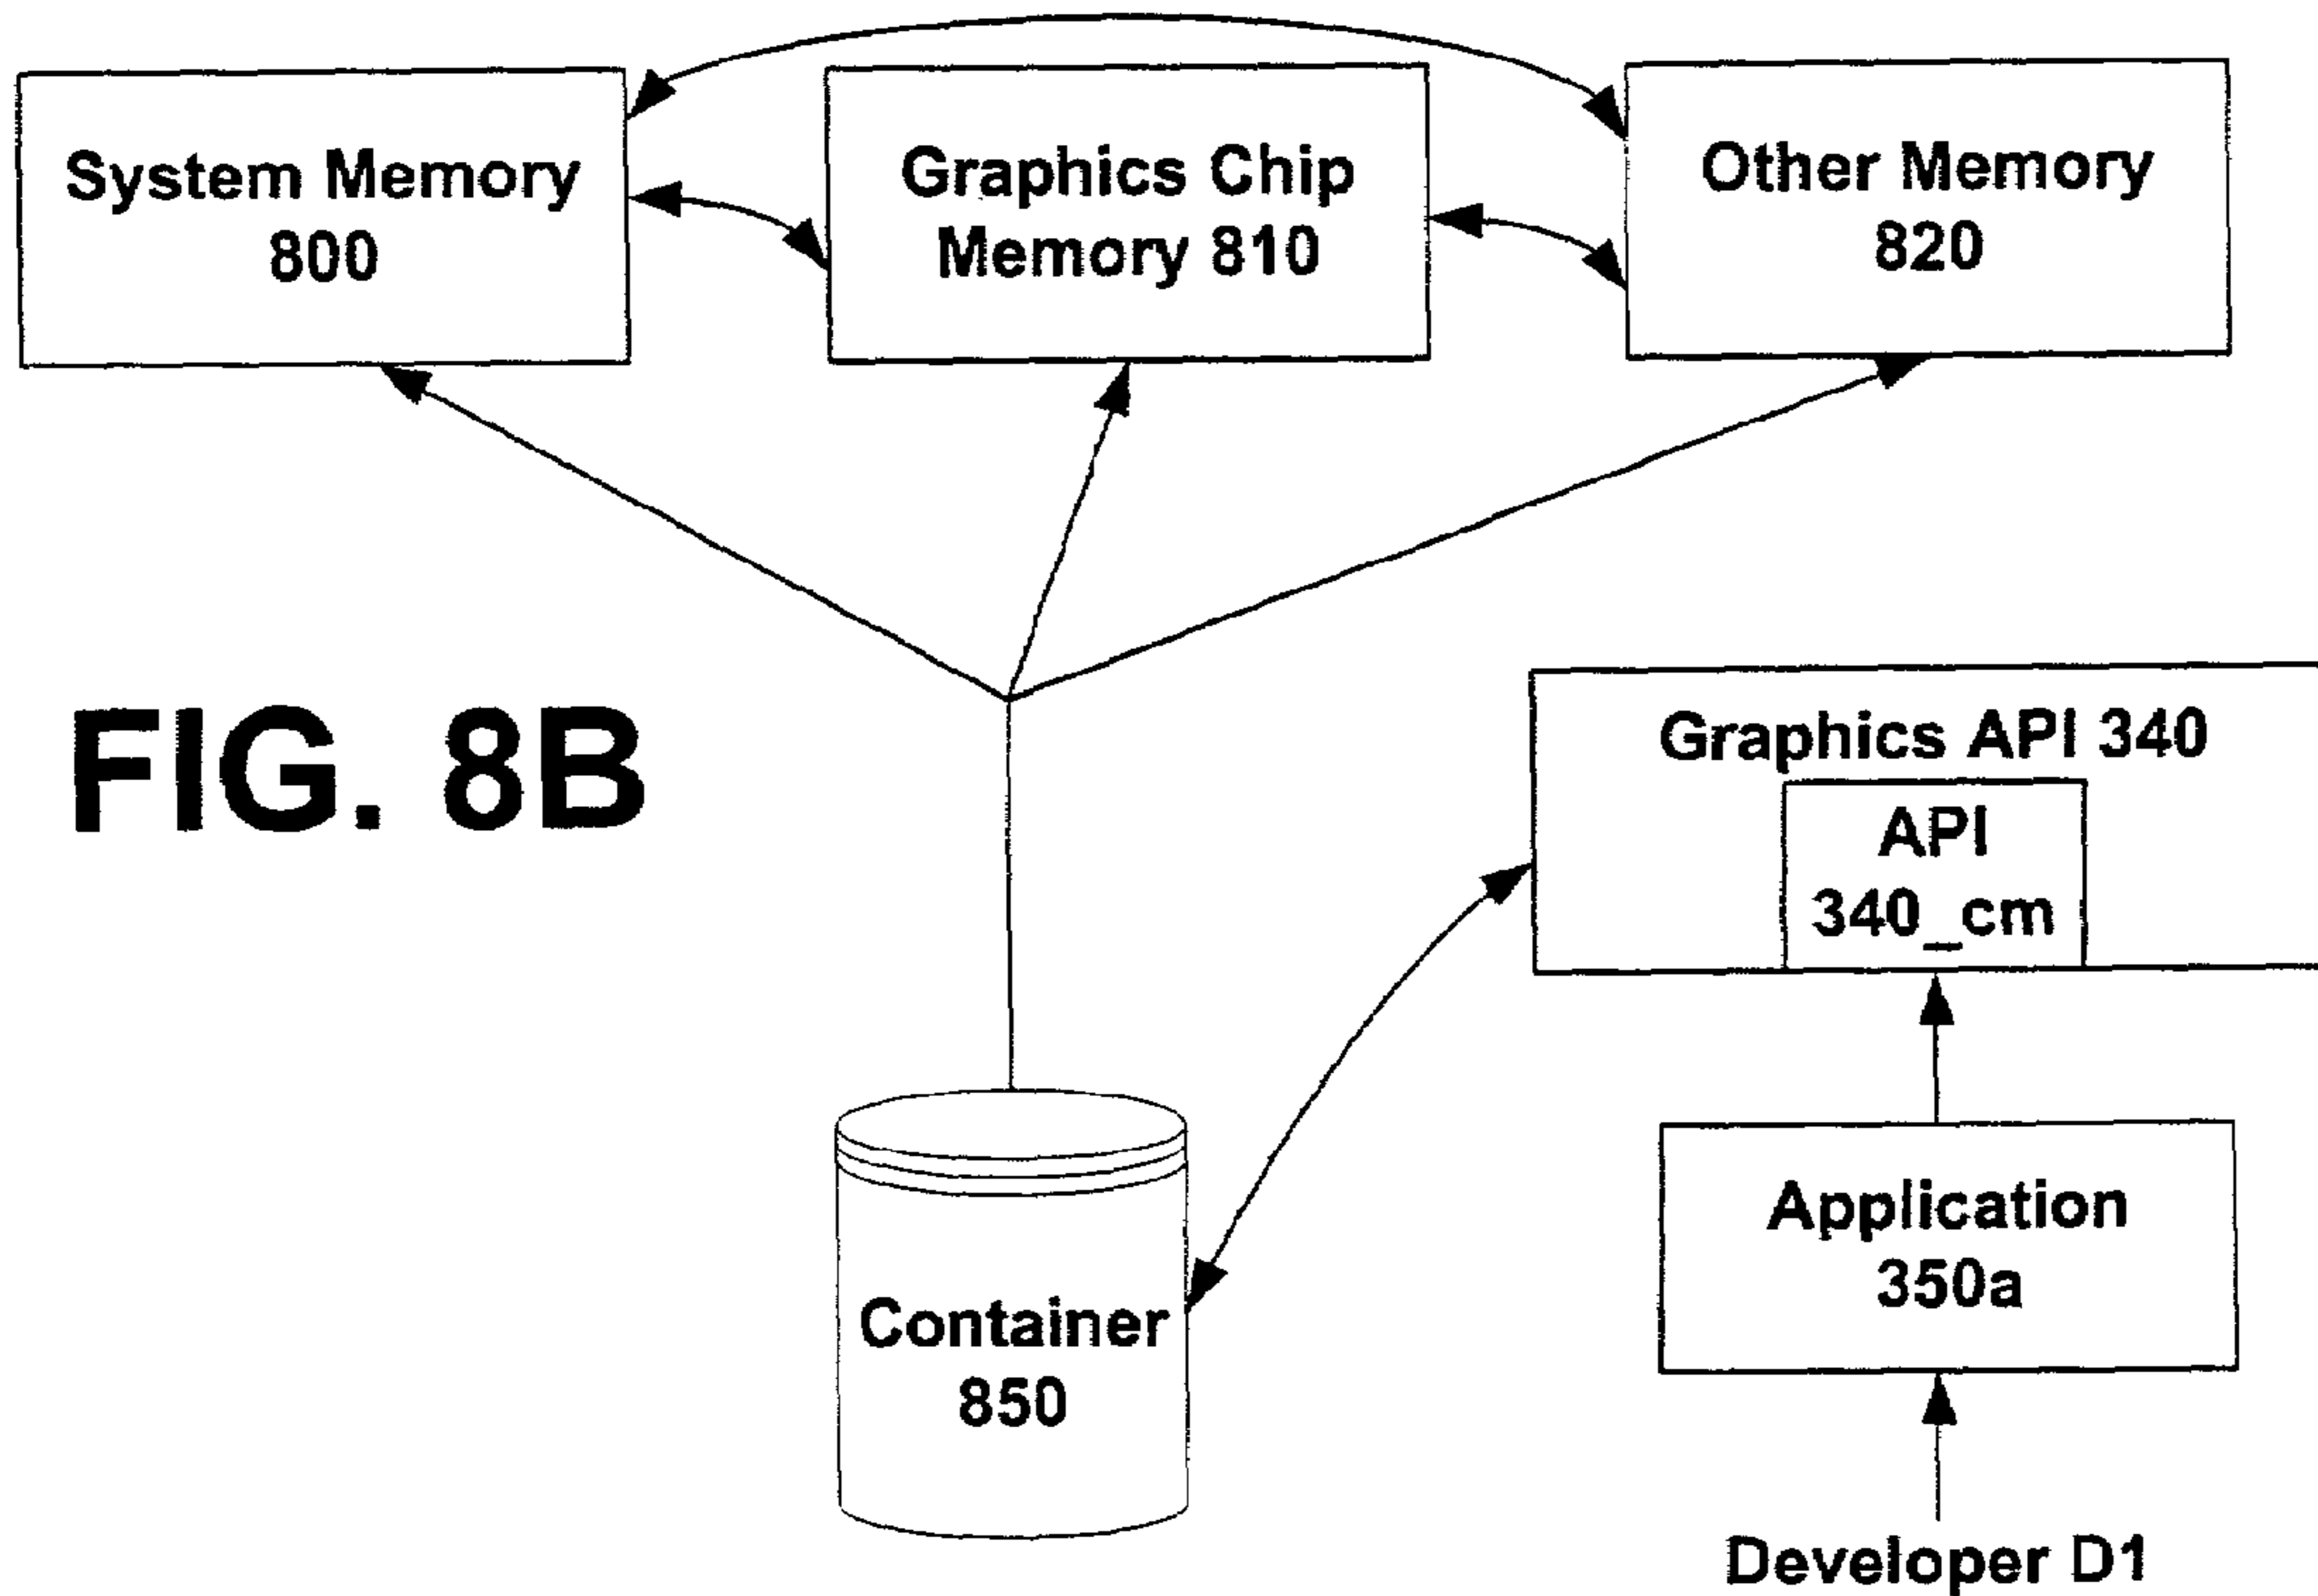 System Memory
800
Graphics Chip
Memory 810
Other Memory
820
FIG. 8B
Graphics API 340
API
340_cm
Application
350a
Container
850
Developer D1